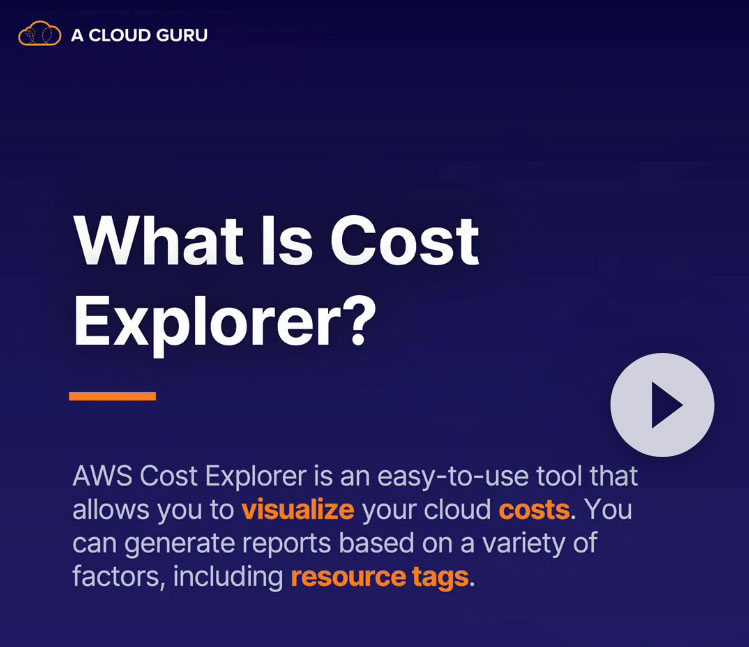 A CLOUD GURU
What Is Cost
Explorer?
AWS Cost Explorer is an easy-to-use tool that
allows you to visualize your cloud costs. You
can generate reports based on a variety of
factors, including resource tags.